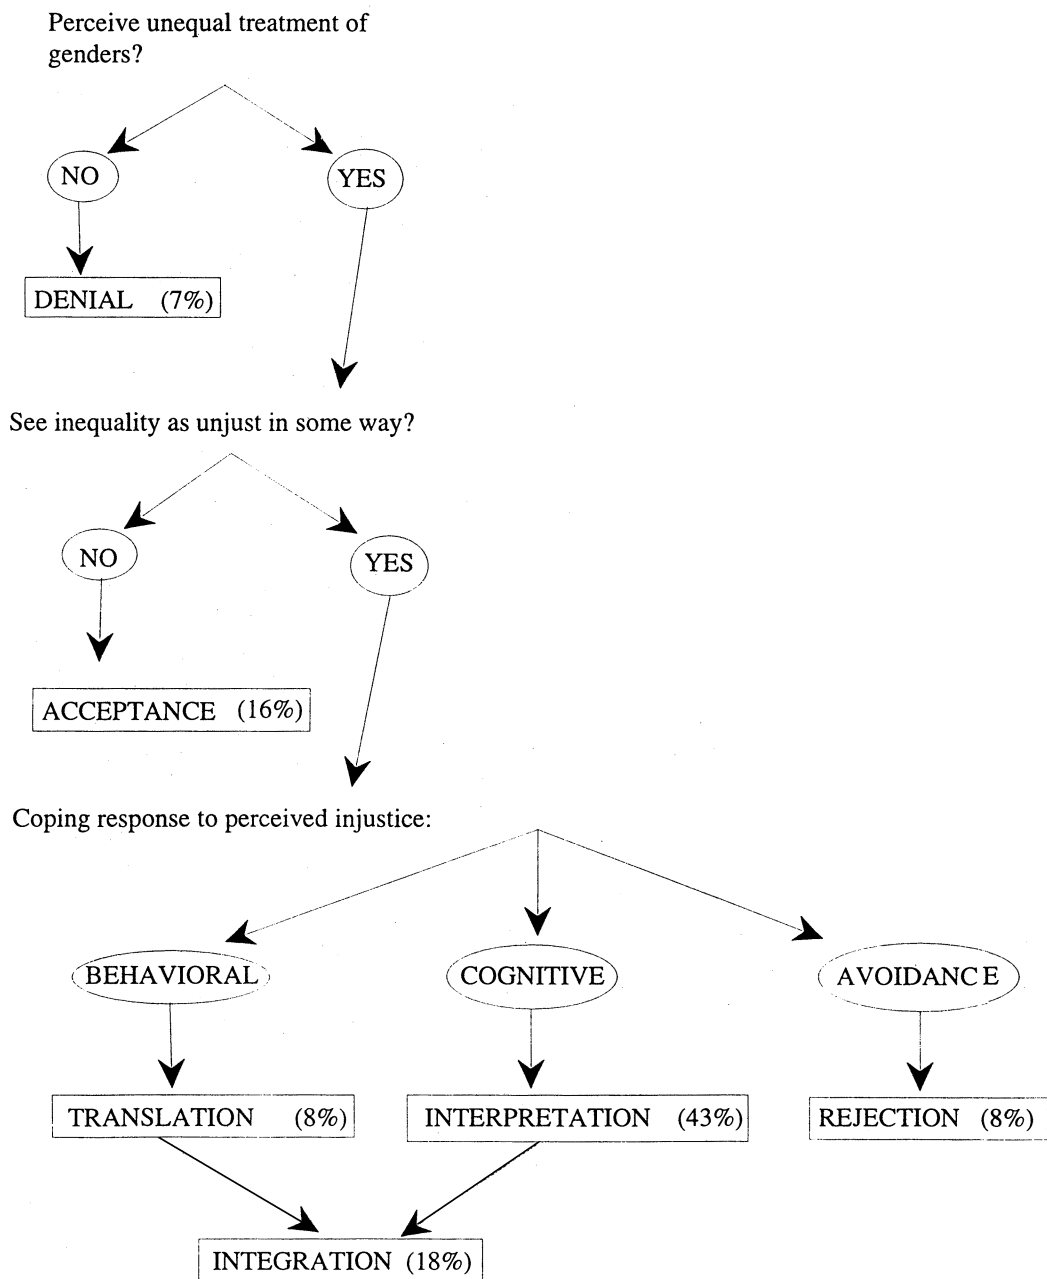 Perceive unequal treatment of
genders?
NO
YES
DENIAL (7%)
See inequality as unjust in some way?
NO
YES
ACCEPTANCE (16%)
Coping response to perceived injustice:
BEHAVIORAL
COGNITIVE
AVOIDANCE
TRANSLATION (8%)
INTERPRETATION (43%)
REJECTION (8%)
INTEGRATION (18%)